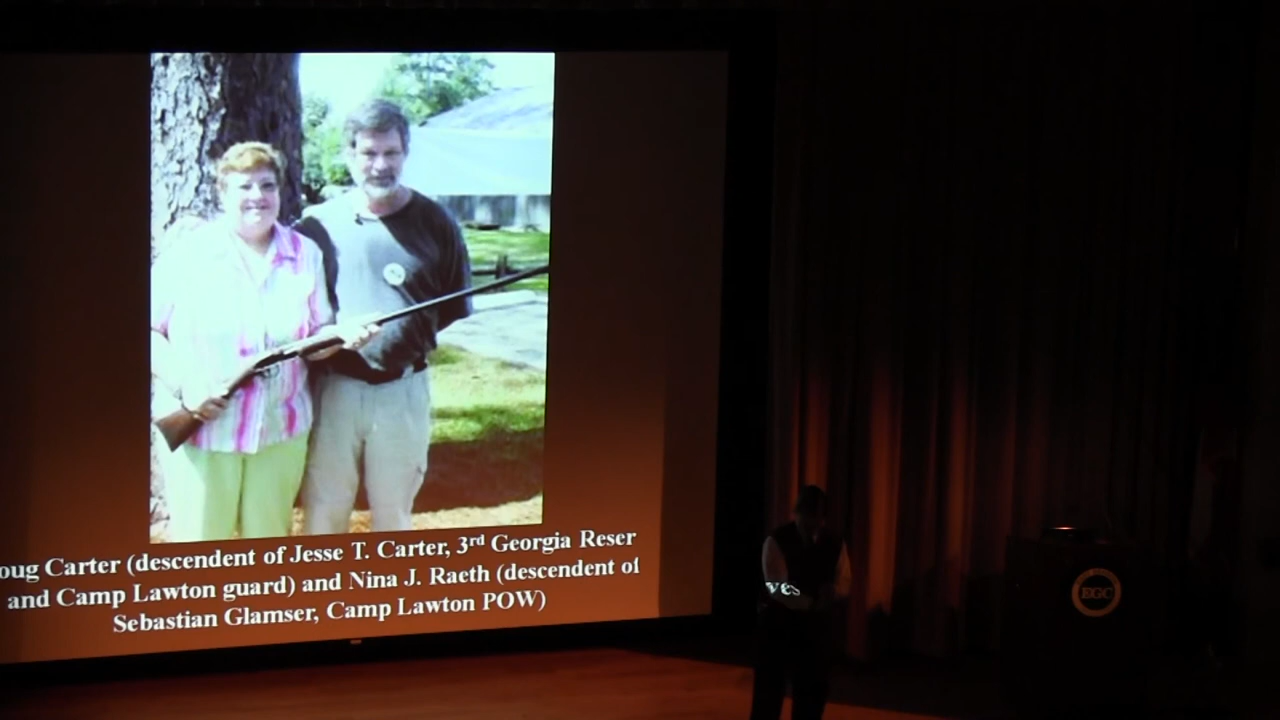 oug Carter (descendent of Jesse T. Carter, 3rd Georgia Reser
ves
and Camp Lawton guard) and Nina J. Raeth (descendent of
Sebastian Glamser, Camp Lawton POW)
EGC